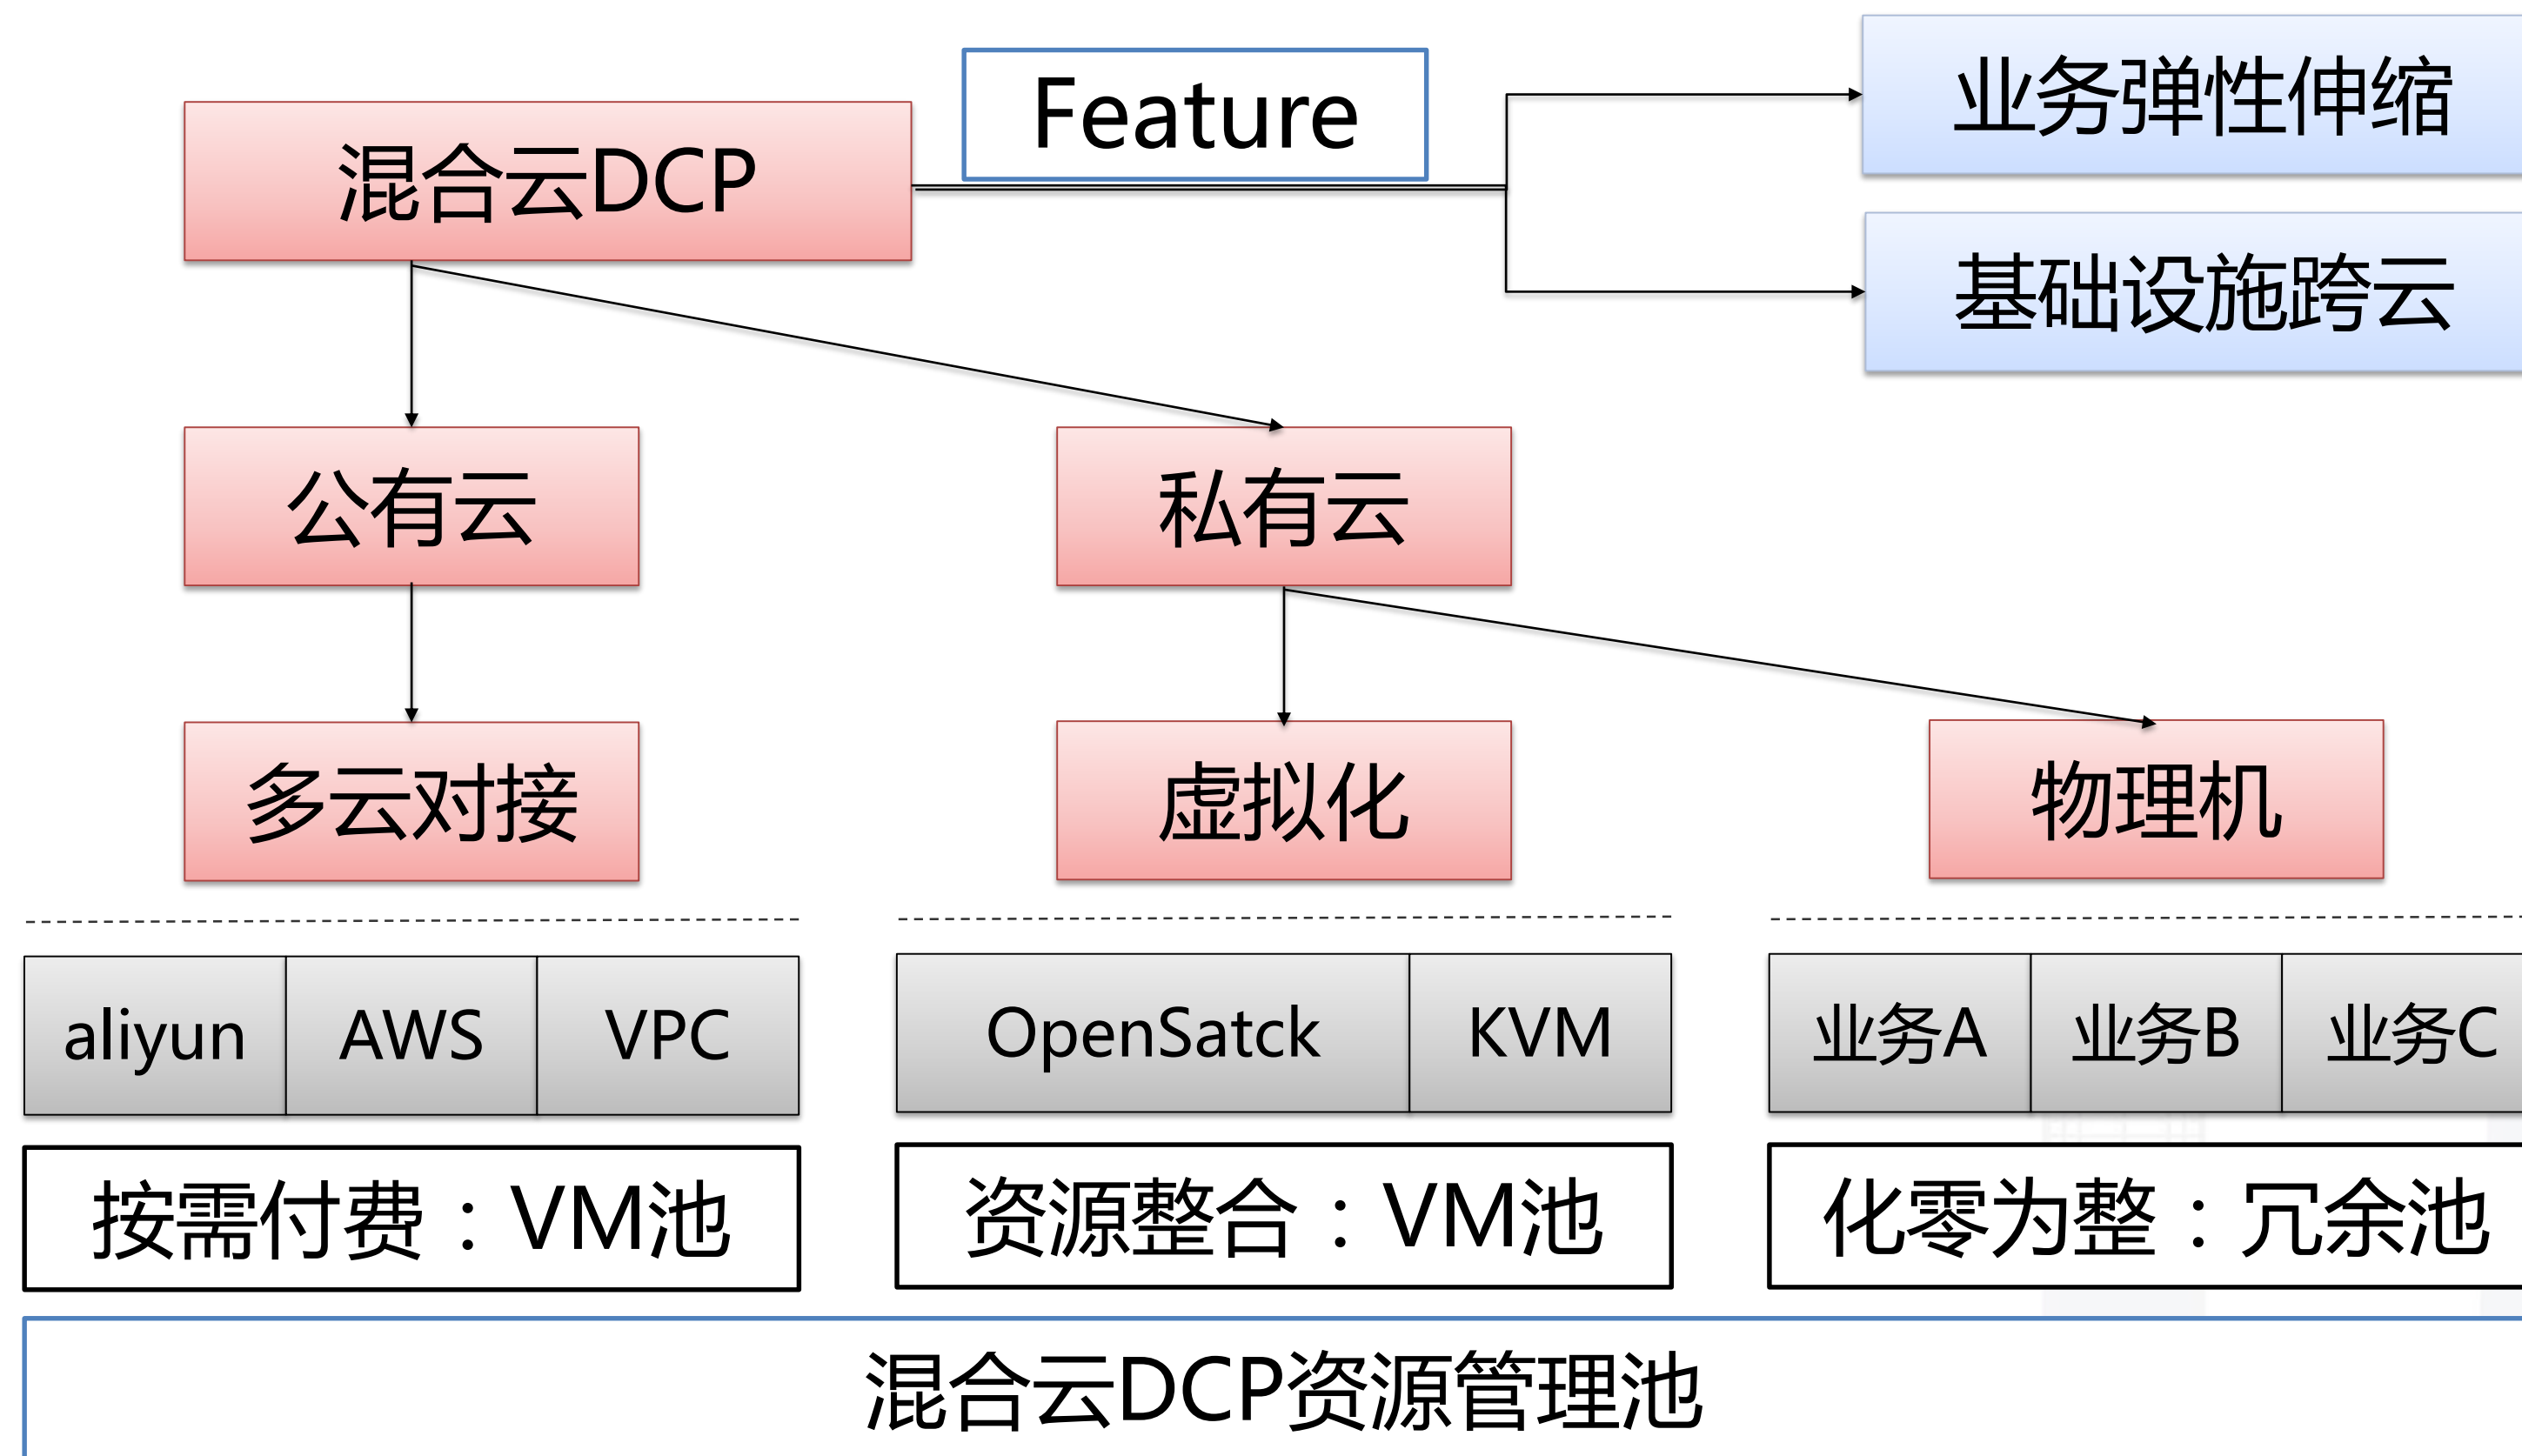 Feature
业务弹性伸缩
混合云DCP
基础设施跨云
公有云
私有云
多云对接
虚拟化
物理机
aliyun
AWS
VPC
OpenSatck
KVM
业务A
业务B
业务C
按需付费：VM池
资源整合：VM池
化零为整：冗余池
混合云DCP资源管理池